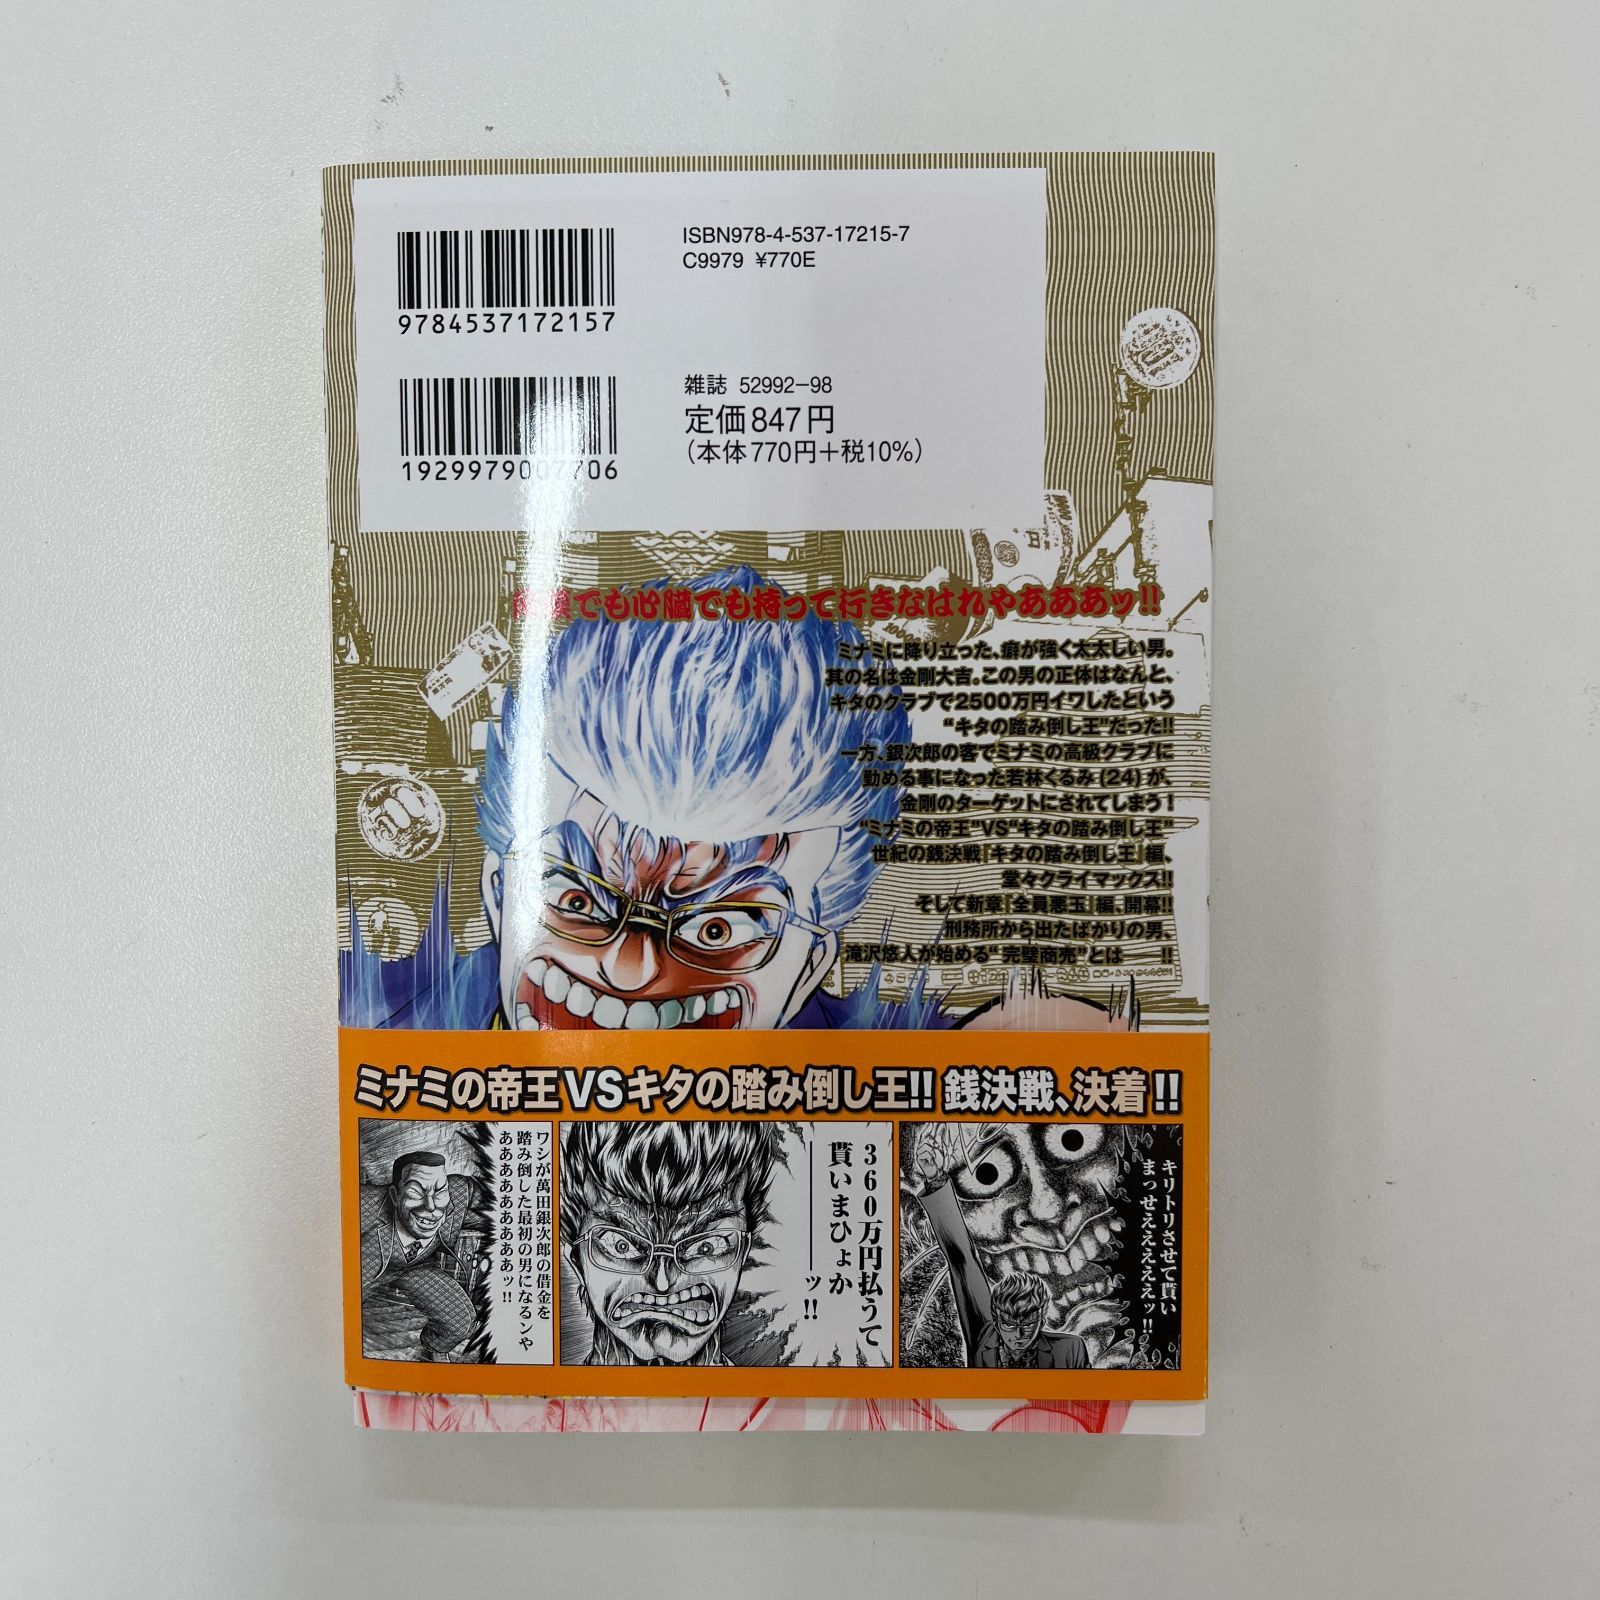 ISBN978-4-537-17215-7
C9979 ¥770E
9784537172157
雑誌 52992-98
定価847円
(本体770円+税10%)
1929979007706
でも心臓でも持って行きなはれやあああッ!!
ミナミに降り立った、癖が強く太太しい男。
其の名は金剛大吉。この男の正体はなんと、
キタのクラブで2500万円イワしたという
“キタの踏み倒し王”だった!!
一方、銀次郎の客でミナミの高級クラブに
勤める事になった若林くるみ(24)が、
金剛のターゲットにされてしまう!
“ミナミの帝王”VS“キタの踏み倒し王”
世紀の銭決戦『キタの踏み倒し王』編、
堂々クライマックス!!
そして新章『全員悪玉』編、開幕!!
刑務所から出たばかりの男、
滝沢悠人が始める“完璧商売”とは――!!
ミナミの帝王VSキタの踏み倒し王!! 銭決戦、決着!!
キリトリさせて貰い
まっせええええええッ!!
360万円払うて
貰いまひょか
――ッ!!
ワシが萬田銀次郎の借金を
踏み倒した最初の男になるンや
ああああああああああッ!!